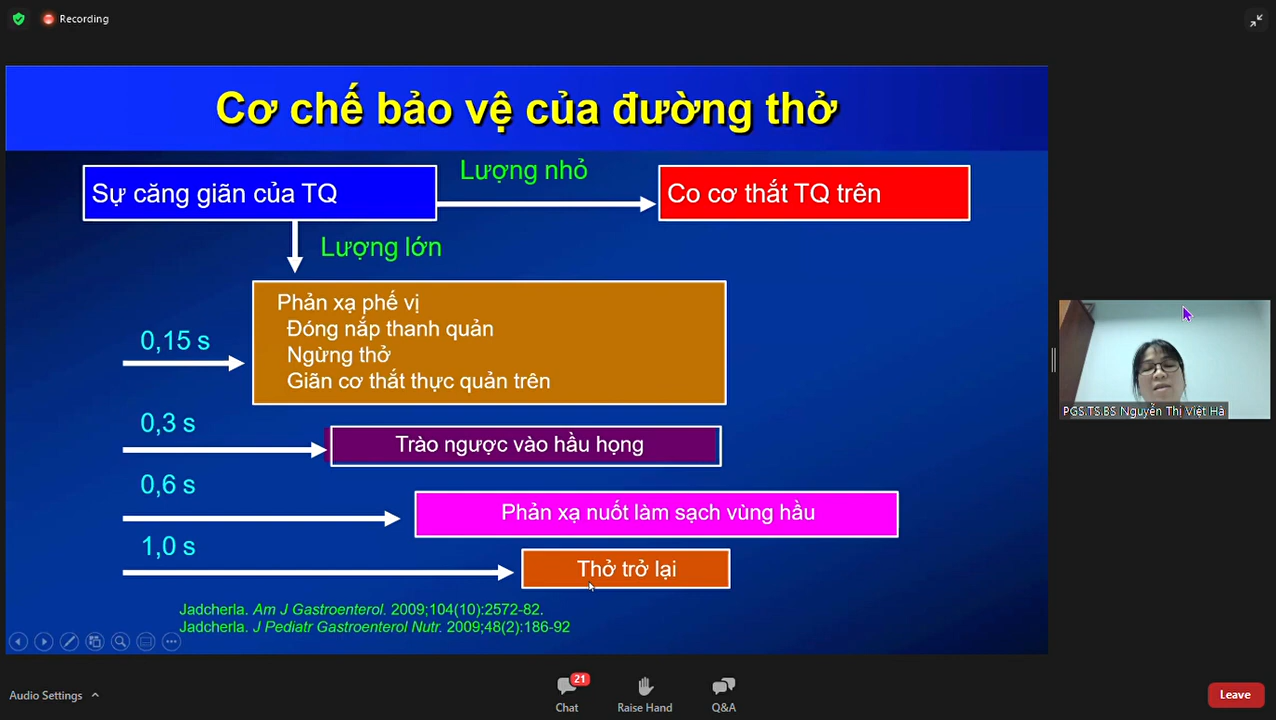 Recording
Cơ chế bảo vệ của đường thở
Sự căng giãn của TQ
Lượng nhỏ
Co cơ thắt TQ trên
Lượng lớn
Phản xạ phế vị
Đóng nắp thanh quản
Ngừng thở
Giãn cơ thắt thực quản trên
0,15 s
0,3 s
Trào ngược vào hầu họng
0,6 s
Phản xạ nuốt làm sạch vùng hầu
1,0 s
Thở trở lại
Jadcherla. Am J Gastroenterol. 2009;104(10):2572-82.
Jadcherla. J Pediatr Gastroenterol Nutr. 2009;48(2):186-92
PGS.TS.BS Nguyễn Thị Việt Hà
Audio Settings
21
Chat
Raise Hand
Q&A
Leave